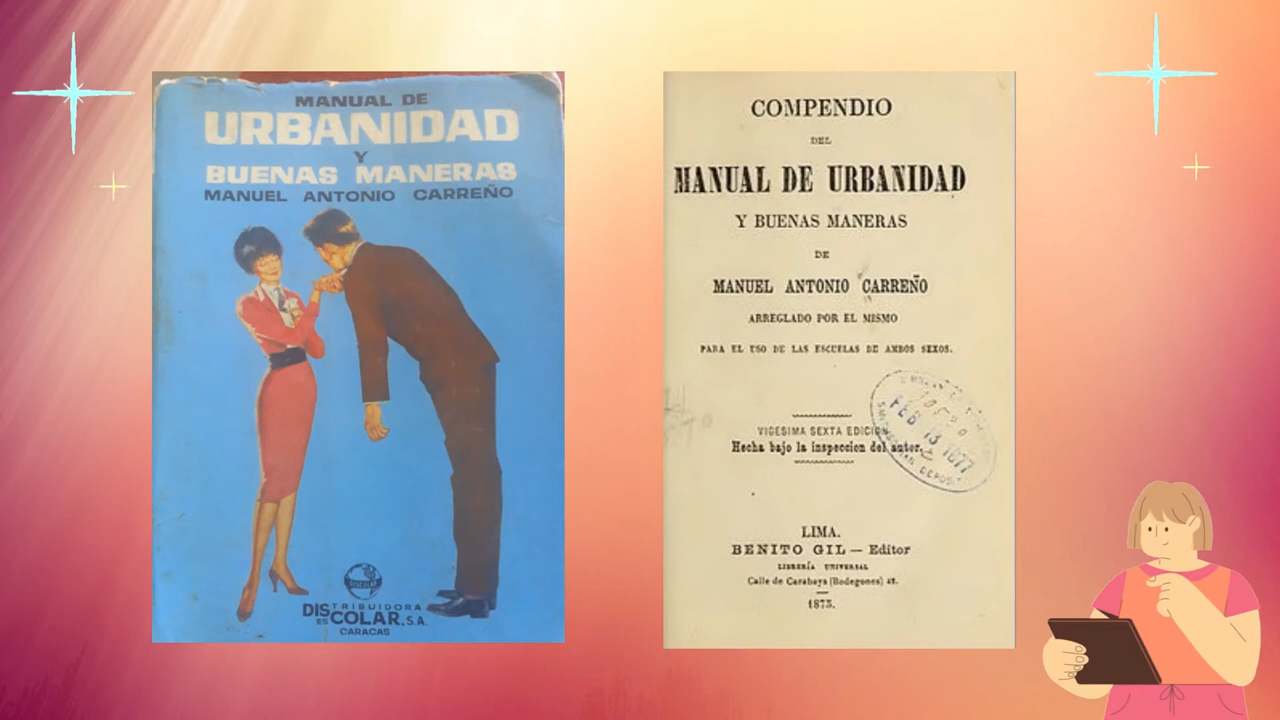 MANUAL DE
URBANIDAD
Y
BUENAS MANERAS
MANUEL ANTONIO CARREÑO
DISTRIBUIDORA
ESCOLAR, S.A.
CARACAS
COMPENDIO
DEL
MANUAL DE URBANIDAD
Y BUENAS MANERAS
DE
MANUEL ANTONIO CARREÑO
ARREGLADO POR EL MISMO
PARA EL USO DE LAS ESCUELAS DE AMBOS SEXOS.
VIGESIMA SEXTA EDICION
Hecha bajo la inspeccion del autor.
FEB 13 1877
LIMA.
BENITO GIL — Editor
LIBRERÍA UNIVERSAL
Calle de Carabaya (Bodegones)
1875.